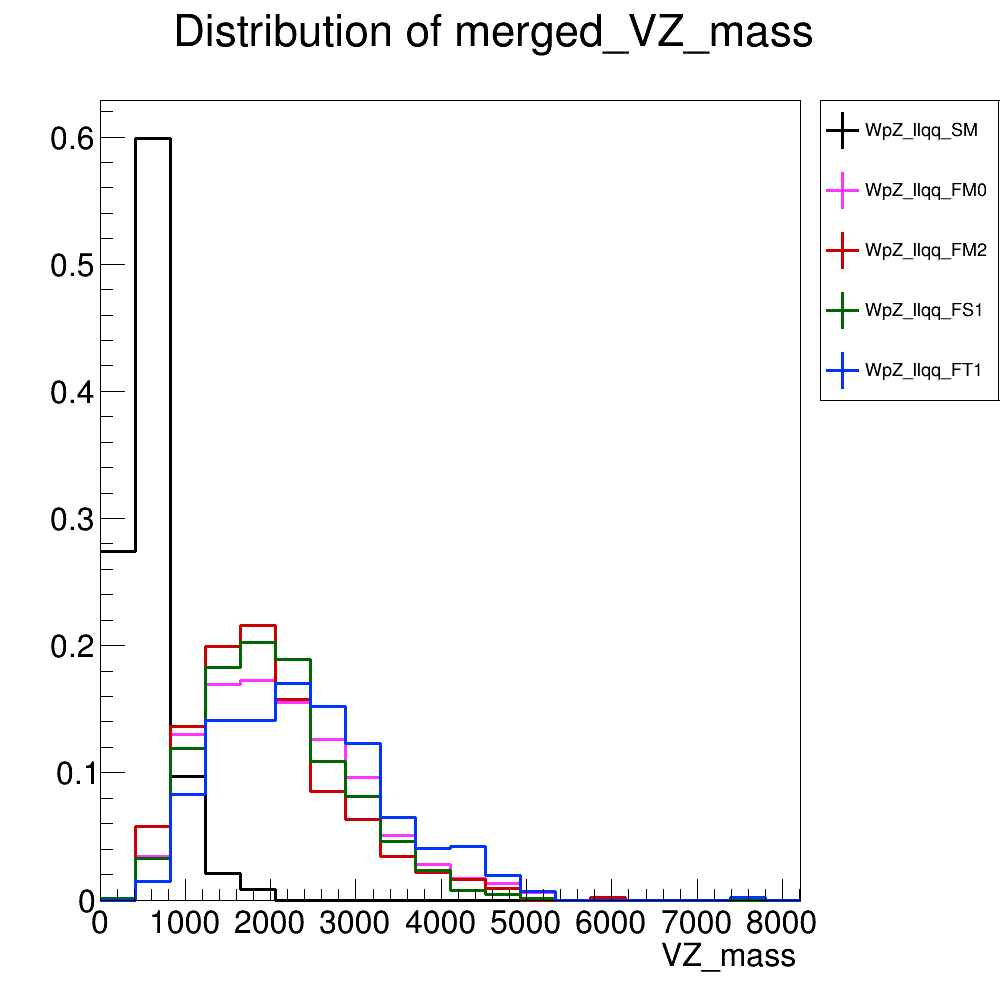 Distribution of merged_VZ_mass
WpZ_llqq_SM
WpZ_llqq_FM0
WpZ_llqq_FM2
WpZ_llqq_FS1
WpZ_llqq_FT1
0.6
0.5
0.4
0.3
0.2
0.1
0
0 1000 2000 3000 4000 5000 6000 7000 8000
VZ_mass